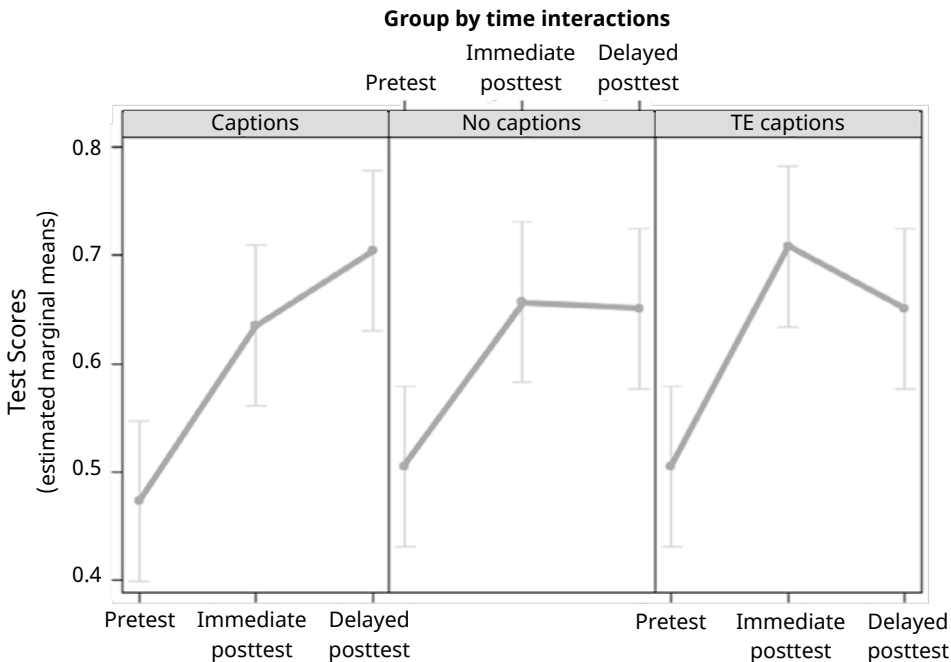 Group by time interactions
Immediate Delayed
Pretest posttest posttest
Captions No captions TE captions
0.8
0.7
0.6
0.5
0.4
Test Scores
(estimated marginal means)
Pretest Immediate Delayed Pretest Immediate Delayed
posttest posttest posttest posttest